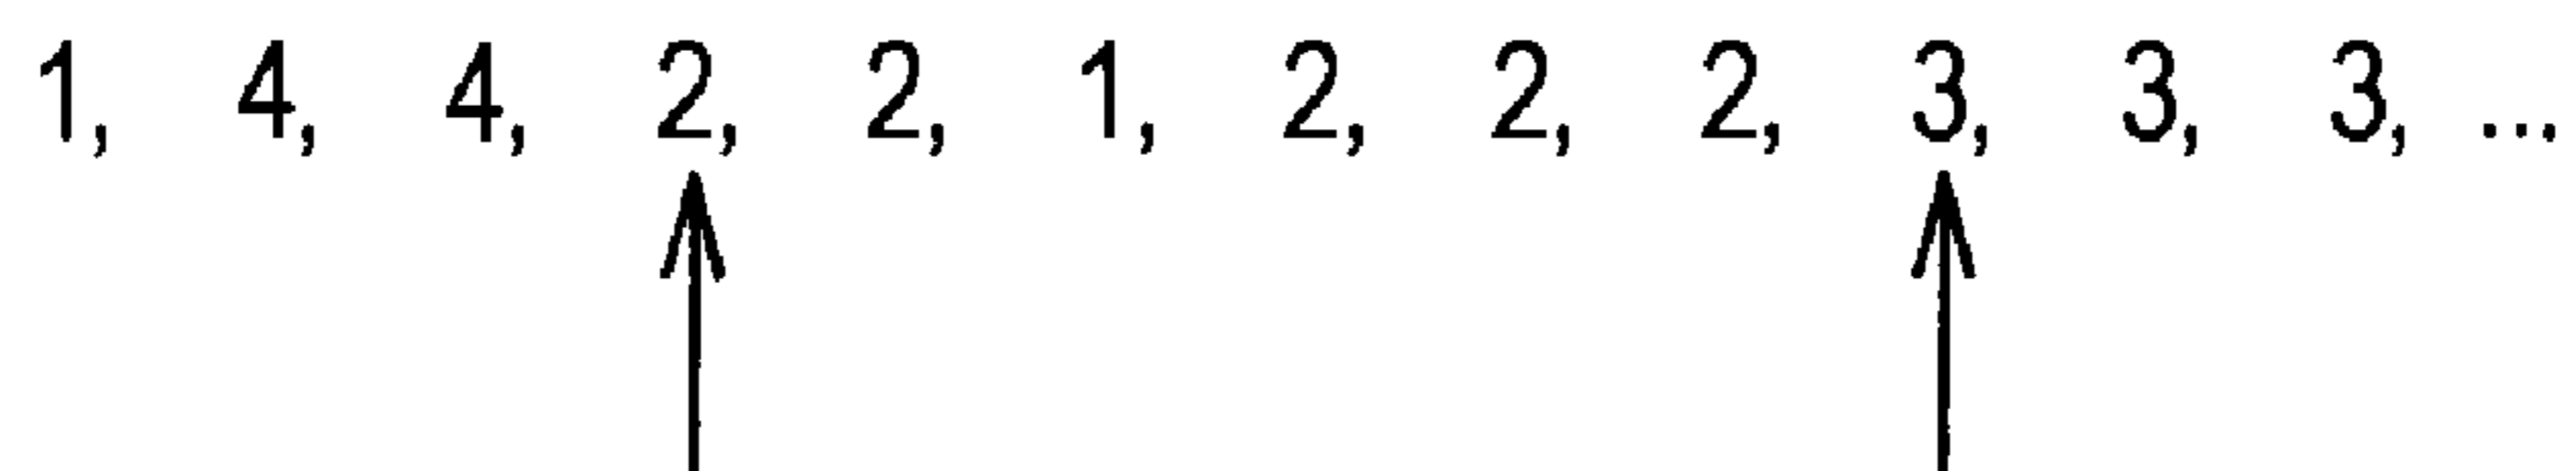 1, 4, 4, 2, 2, 1, 2, 2, 2, 3, 3, 3, ...